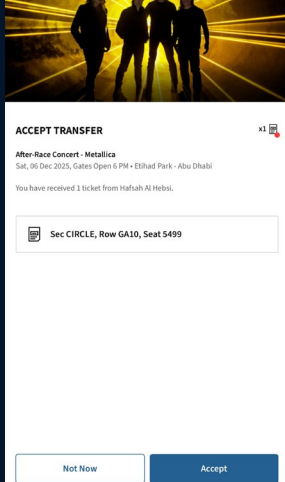 ACCEPT TRANSFER
x1
After-Race Concert - Metallica
Sat, 06 Dec 2025, Gates Open 6 PM • Etihad Park - Abu Dhabi
You have received 1 ticket from Hafsah Al Hebsi.
Sec CIRCLE, Row GA10, Seat 5499
Not Now
Accept